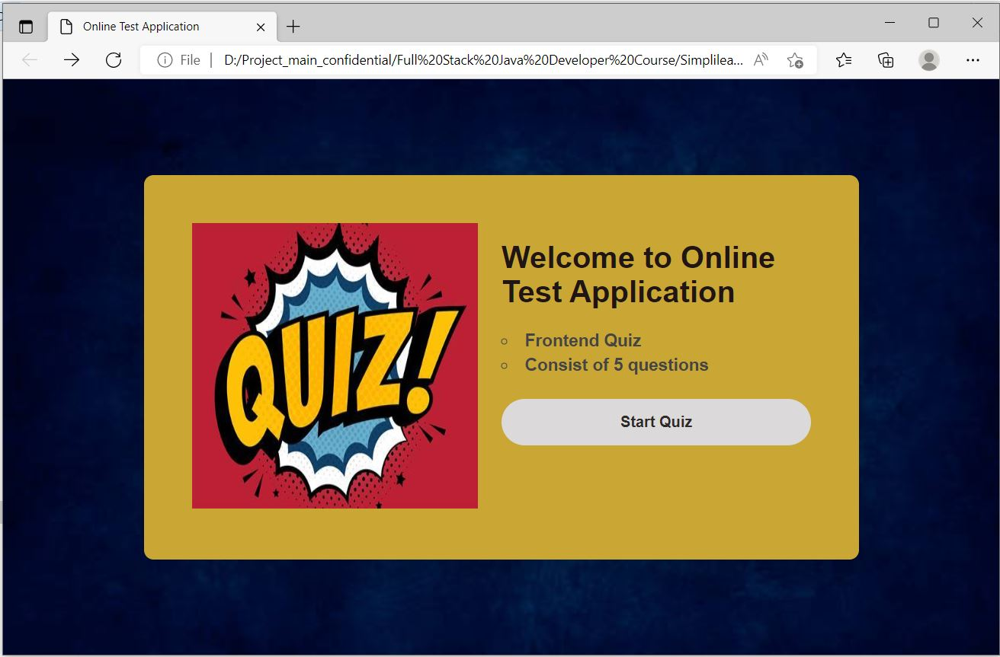 Online Test Application
File
D:/Project_main_confidential/Full%20Stack%20Java%20Developer%20Course/Simplilea...
QUIZ!
Welcome to Online
Test Application
Frontend Quiz
Consist of 5 questions
Start Quiz